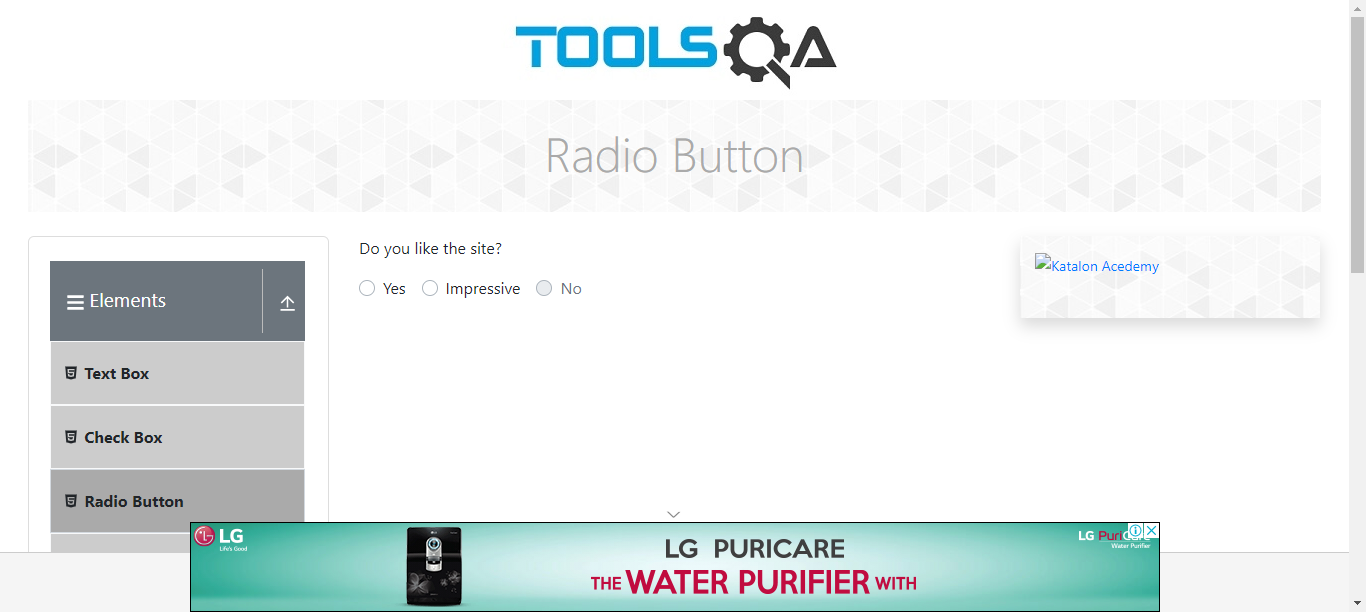 TOOLSQA
Radio Button
Elements
Text Box
Check Box
Radio Button
Do you like the site?
Yes
Impressive
No
Katalon Acedemy
LG
Life's Good
LG PURICARE
THE WATER PURIFIER WITH
LG PuriCare
Water Purifier